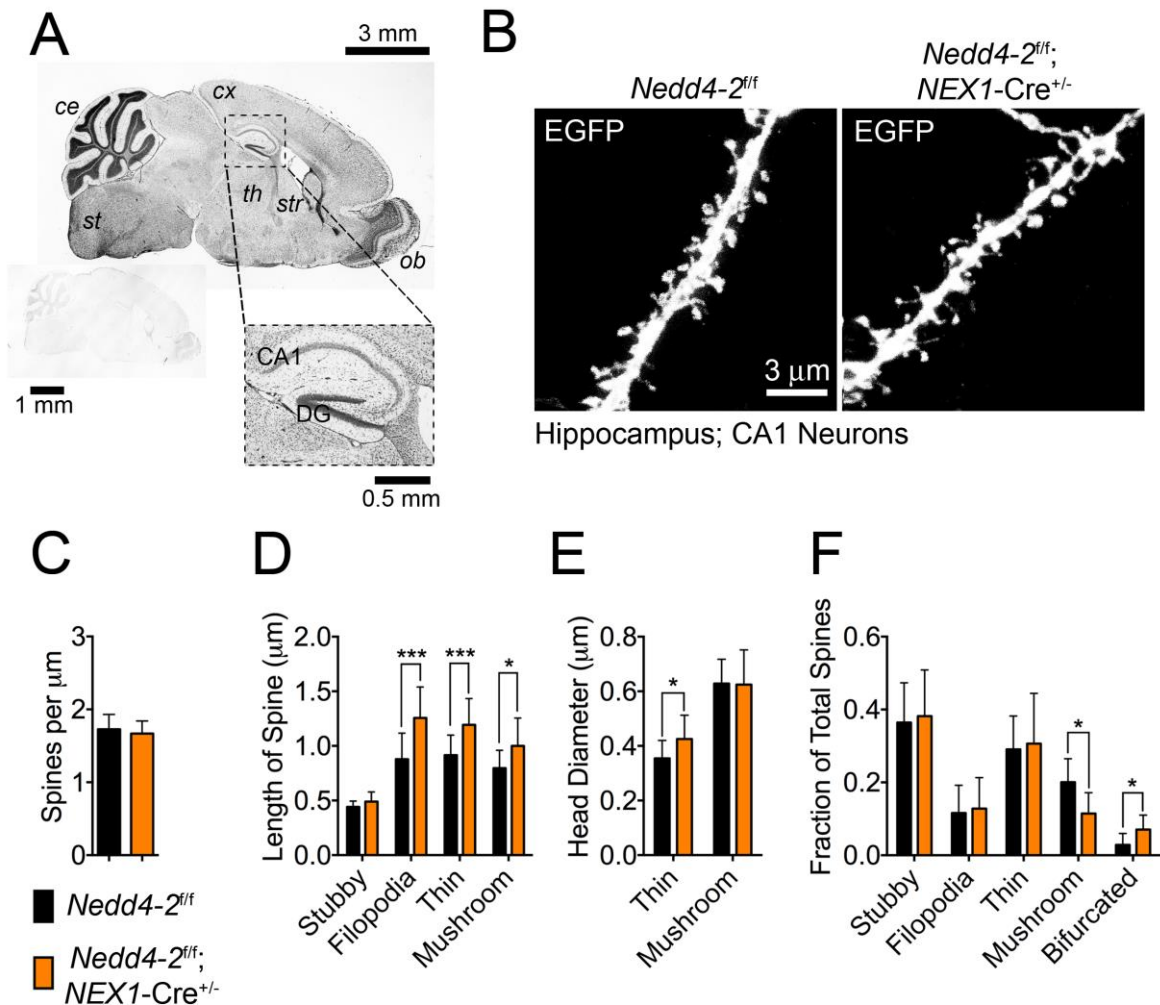 A
3 mm
ce
cx
th
str
st
ob
1 mm
CA1
DG
0.5 mm
B
Nedd4-2f/f
Nedd4-2f/f;
NEX1-Cre+/-
EGFP
EGFP
3 μm
Hippocampus; CA1 Neurons
C
Spines per μm
3
2
1
0
Nedd4-2f/f
Nedd4-2f/f;
NEX1-Cre+/-
D
Length of Spine (μm)
2.0
1.5
1.0
0.5
0.0
***
***
*
Stubby
Filopodia
Thin
Mushroom
E
Head Diameter (μm)
0.8
0.6
0.4
0.2
0.0
*
Thin
Mushroom
F
Fraction of Total Spines
0.6
0.4
0.2
0.0
*
*
Stubby
Filopodia
Thin
Mushroom
Bifurcated